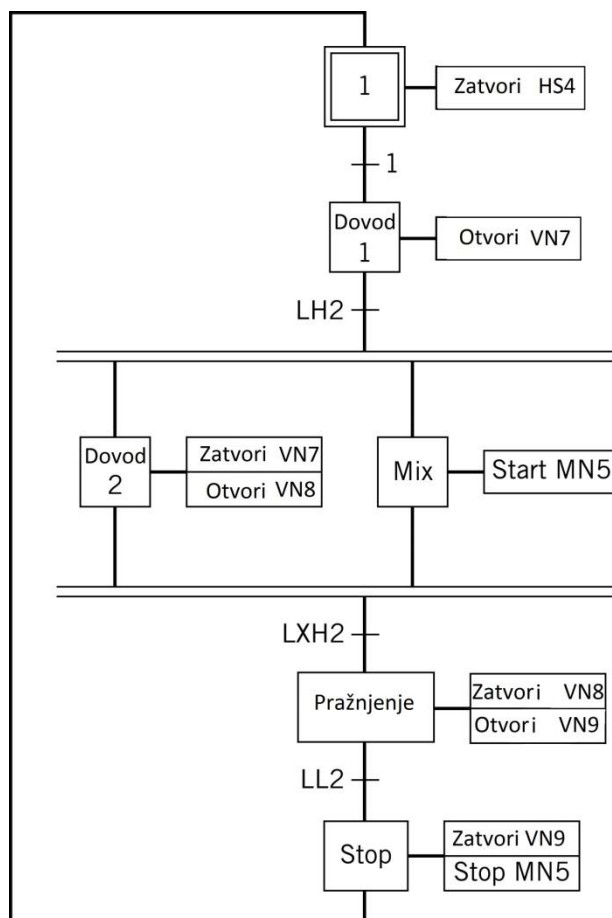 1
Zatvori HS4
1
Dovod
1
Otvori VN7
LH2
Dovod
2
Zatvori VN7
Otvori VN8
Mix
Start MN5
LXH2
Pražnjenje
Zatvori VN8
Otvori VN9
LL2
Stop
Zatvori VN9
Stop MN5